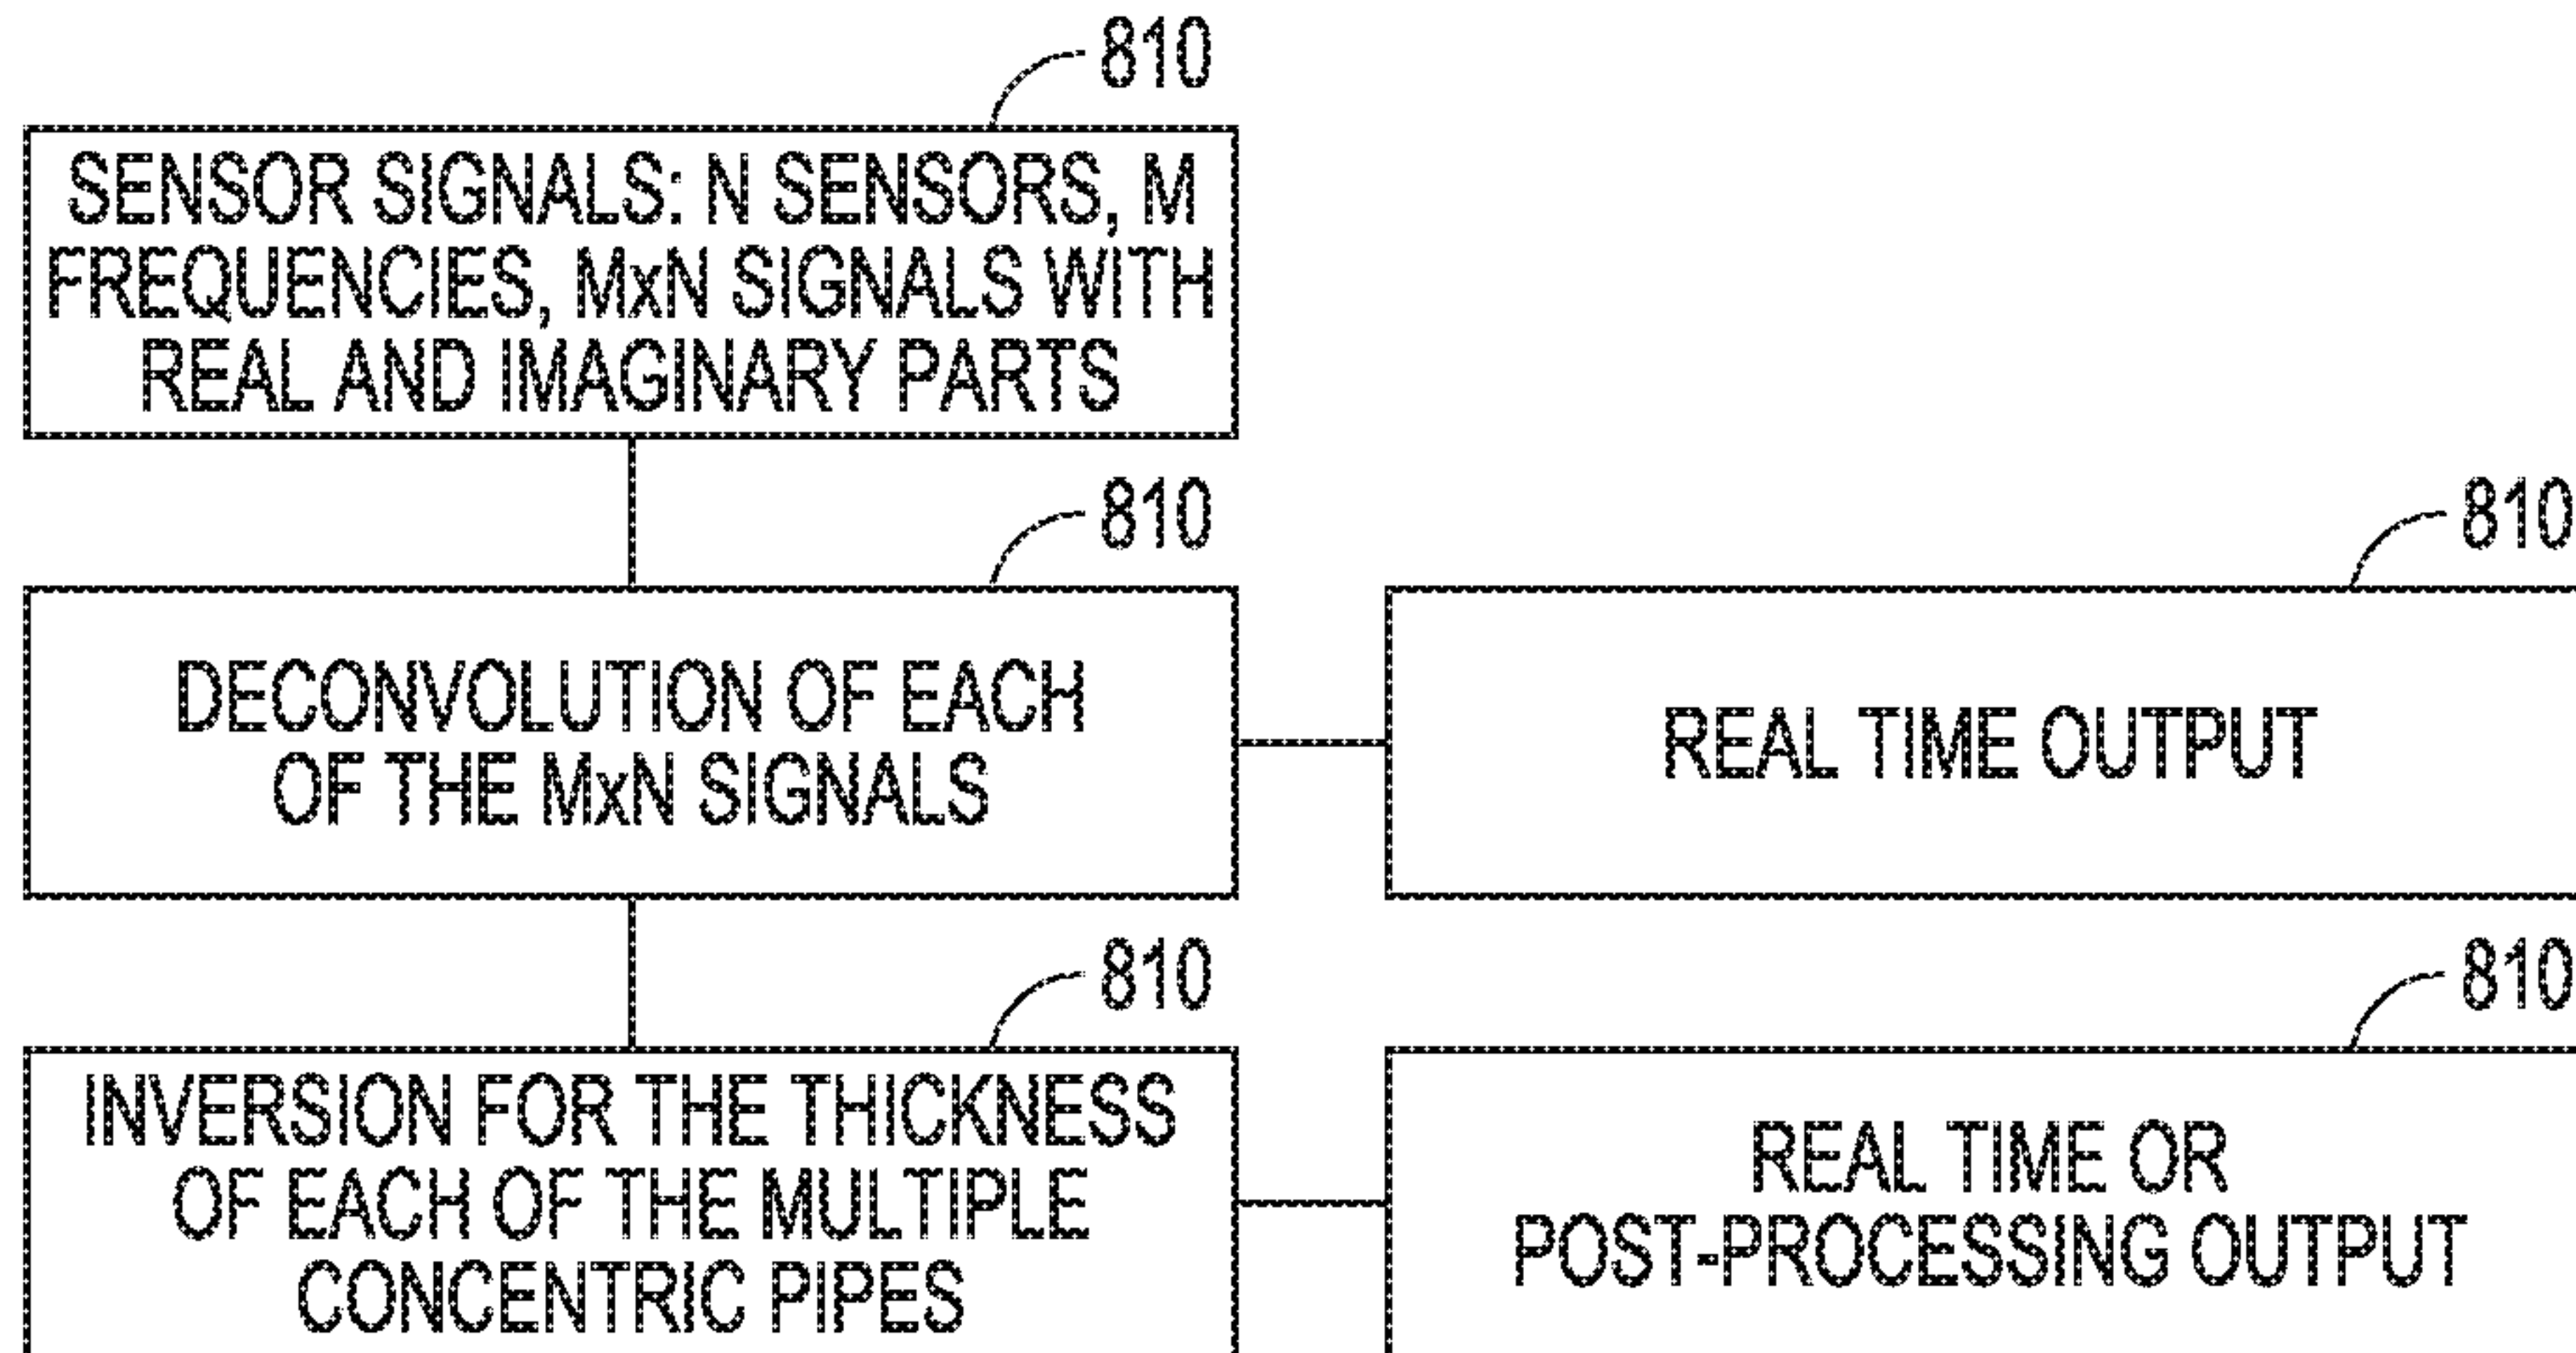 810
SENSOR SIGNALS: N SENSORS, M
FREQUENCIES, MxN SIGNALS WITH
REAL AND IMAGINARY PARTS
810
DECONVOLUTION OF EACH
OF THE MxN SIGNALS
810
REAL TIME OUTPUT
810
INVERSION FOR THE THICKNESS
OF EACH OF THE MULTIPLE
CONCENTRIC PIPES
810
REAL TIME OR
POST-PROCESSING OUTPUT